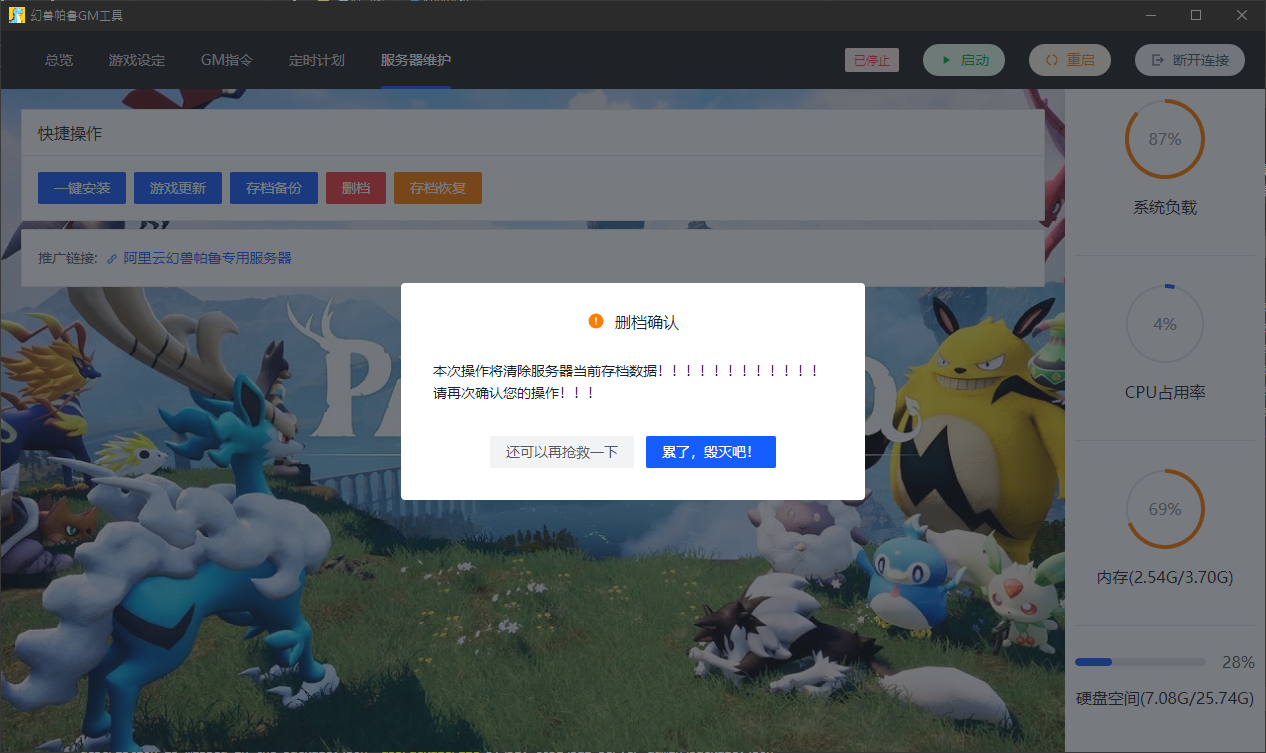 幻兽帕鲁GM工具
总览 游戏设定 GM指令 定时计划 服务器维护 已停止 启动 重启 断开连接
快捷操作
一键安装 游戏更新 存档备份 删档 存档恢复
推广链接: 阿里云幻兽帕鲁专用服务器
删档确认
本次操作将清除服务器当前存档数据！！！！！！！！！！！！
请再次确认您的操作！！！
还可以再抢救一下 累了，毁灭吧！
87%
系统负载
4%
CPU占用率
69%
内存(2.54G/3.70G)
28%
硬盘空间(7.08G/25.74G)